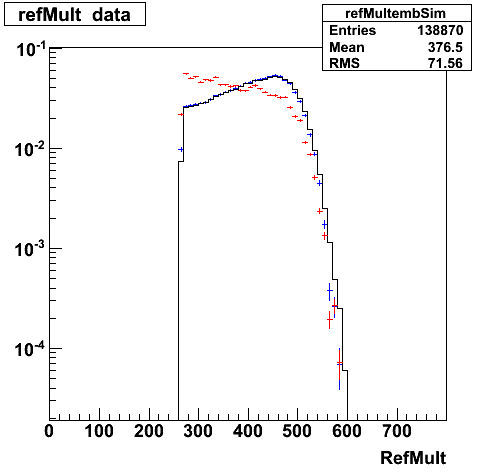 refMult data
refMultembSim
Entries 138870
Mean 376.5
RMS 71.56
10-1
10-2
10-3
10-4
0 100 200 300 400 500 600 700
RefMult